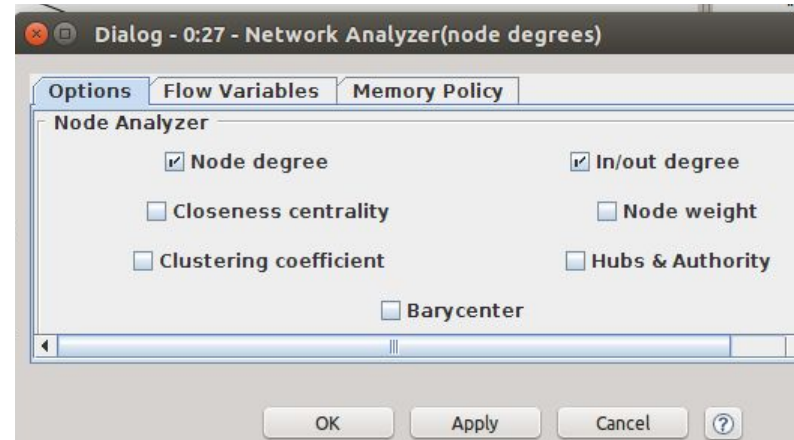 Dialog - 0:27 - Network Analyzer(node degrees)
Options Flow Variables Memory Policy
Node Analyzer
Node degree In/out degree
Closeness centrality Node weight
Clustering coefficient Hubs & Authority
Barycenter
OK Apply Cancel ?